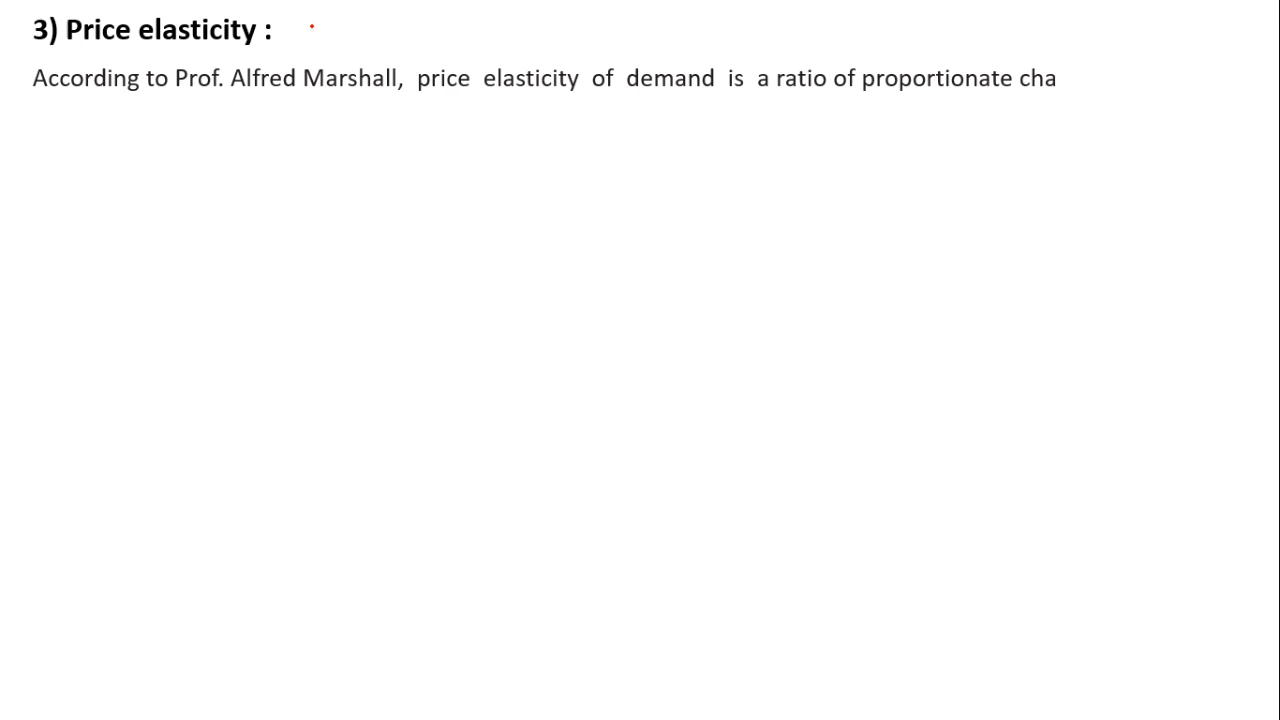 3) Price elasticity :
According to Prof. Alfred Marshall, price elasticity of demand is a ratio of proportionate cha